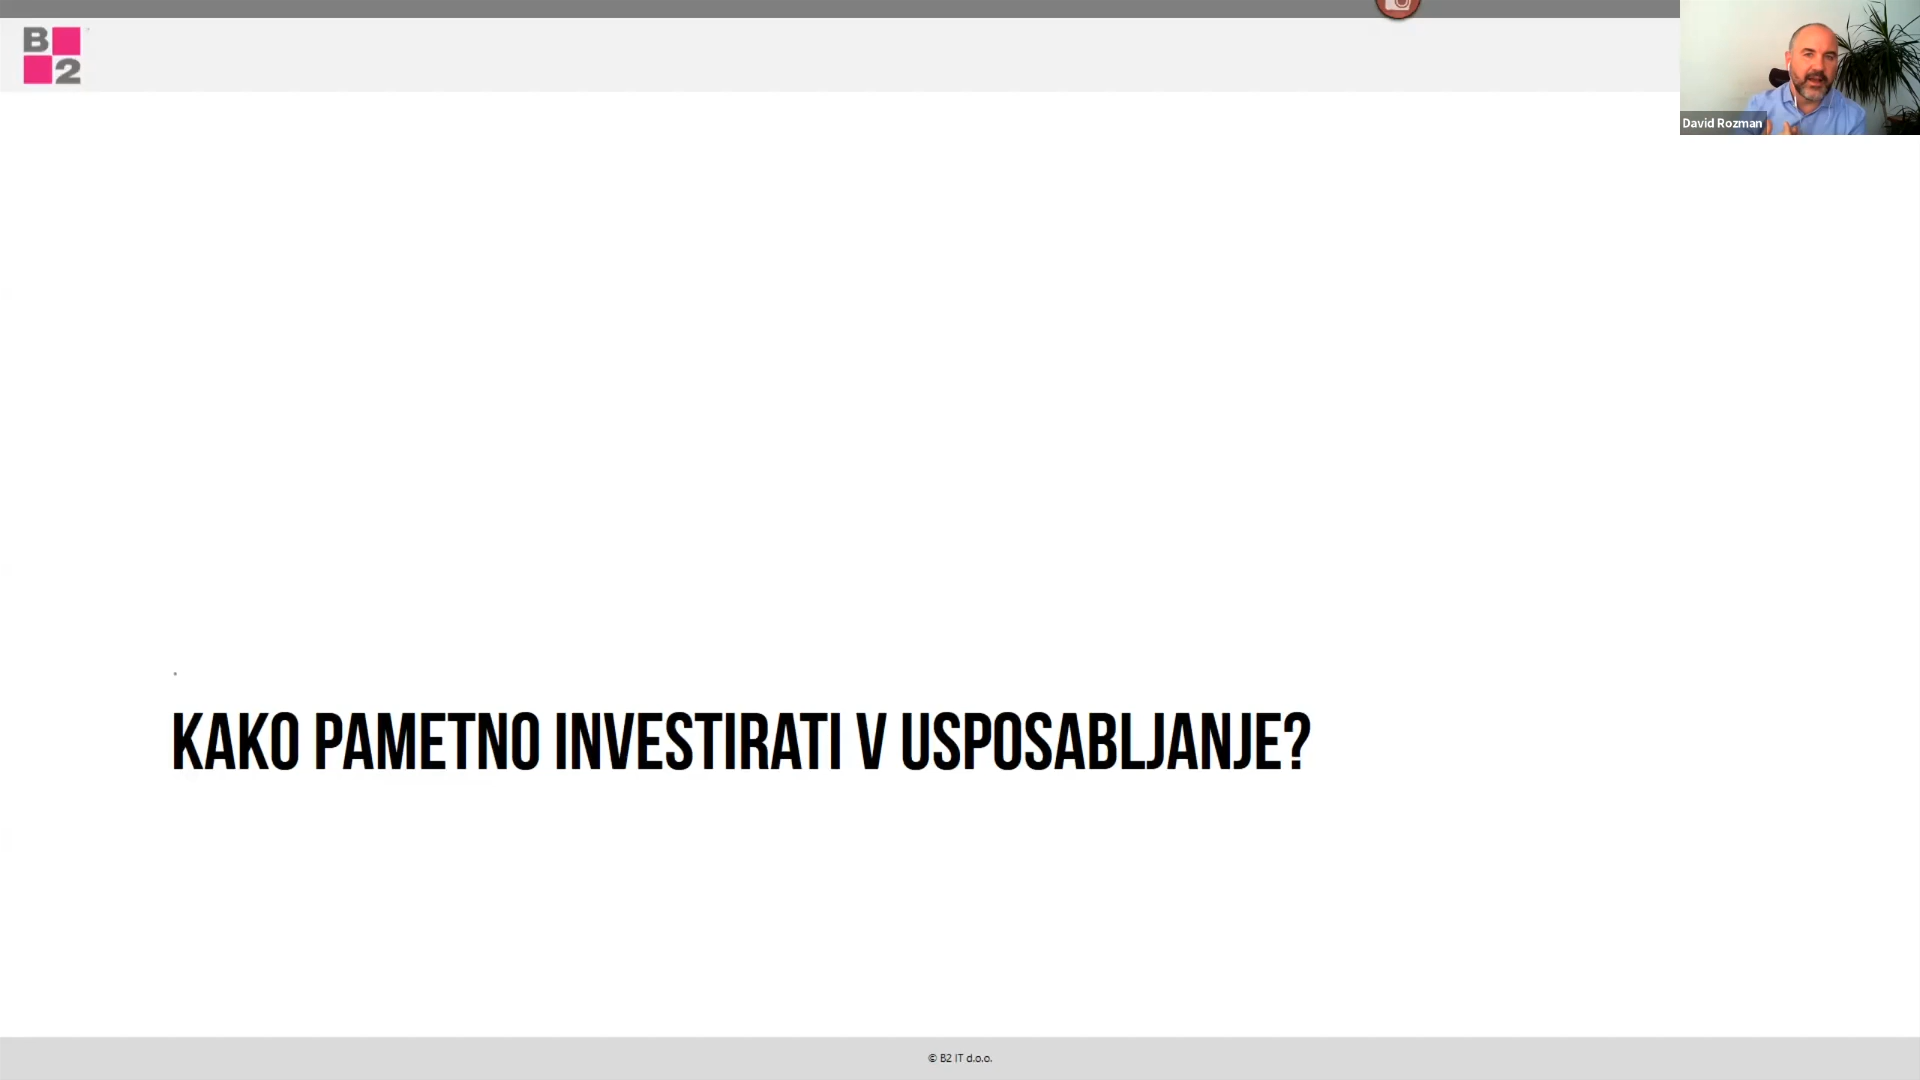 B
2
David Rozman
KAKO PAMETNO INVESTIRATI V USPOSABLJANJE?
© B2 IT d.o.o.